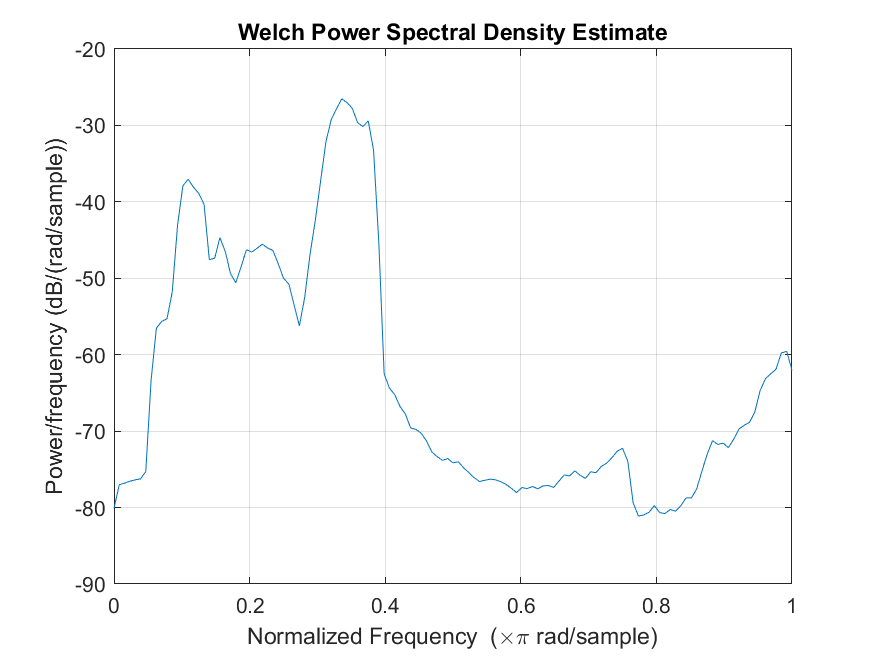 Welch Power Spectral Density Estimate
-20
-30
-40
-50
-60
-70
-80
-90
Power/frequency (dB/(rad/sample))
0 0.2 0.4 0.6 0.8 1
Normalized Frequency (×π rad/sample)